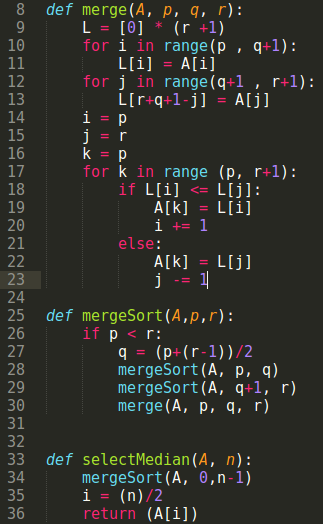 8 def merge(A, p, q, r):
9     L = [0] * (r +1)
10     for i in range(p , q+1):
11         L[i] = A[i]
12     for j in range(q+1 , r+1):
13         L[r+q+1-j] = A[j]
14     i = p
15     j = r
16     k = p
17     for k in range (p, r+1):
18         if L[i] <= L[j]:
19             A[k] = L[i]
20             i += 1
21         else:
22             A[k] = L[j]
23             j -= 1
24
25 def mergeSort(A,p,r):
26     if p < r:
27         q = (p+(r-1))/2
28         mergeSort(A, p, q)
29         mergeSort(A, q+1, r)
30         merge(A, p, q, r)
31
32
33 def selectMedian(A, n):
34     mergeSort(A, 0,n-1)
35     i = (n)/2
36     return (A[i])